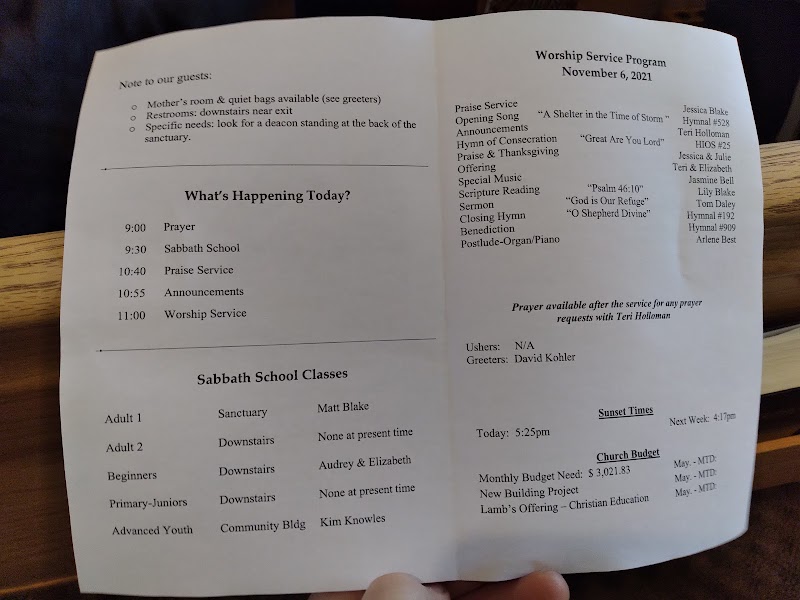 Note to our guests:
o Mother's room & quiet bags available (see greeters)
o Restrooms: downstairs near exit
o Specific needs: look for a deacon standing at the back of the
sanctuary.
What's Happening Today?
9:00 Prayer
9:30 Sabbath School
10:40 Praise Service
10:55 Announcements
11:00 Worship Service
Sabbath School Classes
Adult 1 Sanctuary Matt Blake
Adult 2 Downstairs None at present time
Beginners Downstairs Audrey & Elizabeth
Primary-Juniors Downstairs None at present time
Advanced Youth Community Bldg Kim Knowles
Worship Service Program
November 6, 2021
Praise Service Jessica Blake
Opening Song "A Shelter in the Time of Storm" Hymnal #528
Announcements Teri Holloman
Hymn of Consecration "Great Are You Lord" HIOS #25
Praise & Thanksgiving Jessica & Julie
Offering Teri & Elizabeth
Special Music Jasmine Bell
Scripture Reading "Psalm 46:10" Lily Blake
Sermon "God is Our Refuge" Tom Daley
Closing Hymn "O Shepherd Divine" Hymnal #192
Benediction Hymnal #909
Postlude-Organ/Piano Arlene Best
Prayer available after the service for any prayer
requests with Teri Holloman
Ushers: N/A
Greeters: David Kohler
Sunset Times
Today: 5:25pm Next Week: 4:17pm
Church Budget
Monthly Budget Need: $ 3,021.83 May. - MTD:
New Building Project May. - MTD:
Lamb's Offering – Christian Education May. - MTD: